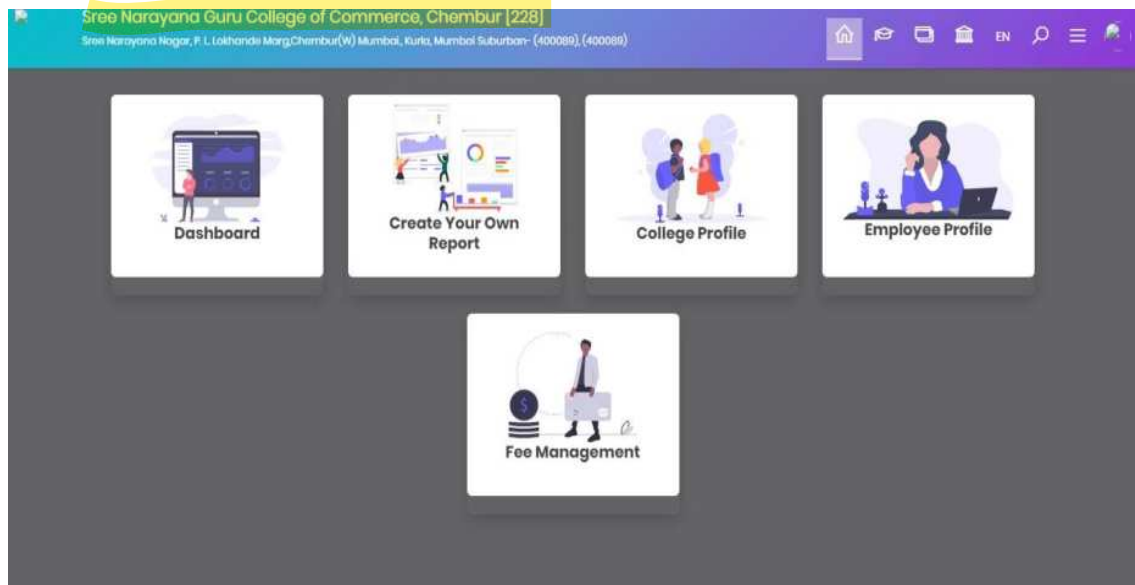 Sree Narayana Guru College of Commerce, Chembur [228]
Sree Narayana Nagar, P. L. Lokhande Marg,Chembur(W) Mumbai, Kurla, Mumbai Suburban- (400089), (400089)
EN
Dashboard
Create Your Own
Report
College Profile
Employee Profile
Fee Management